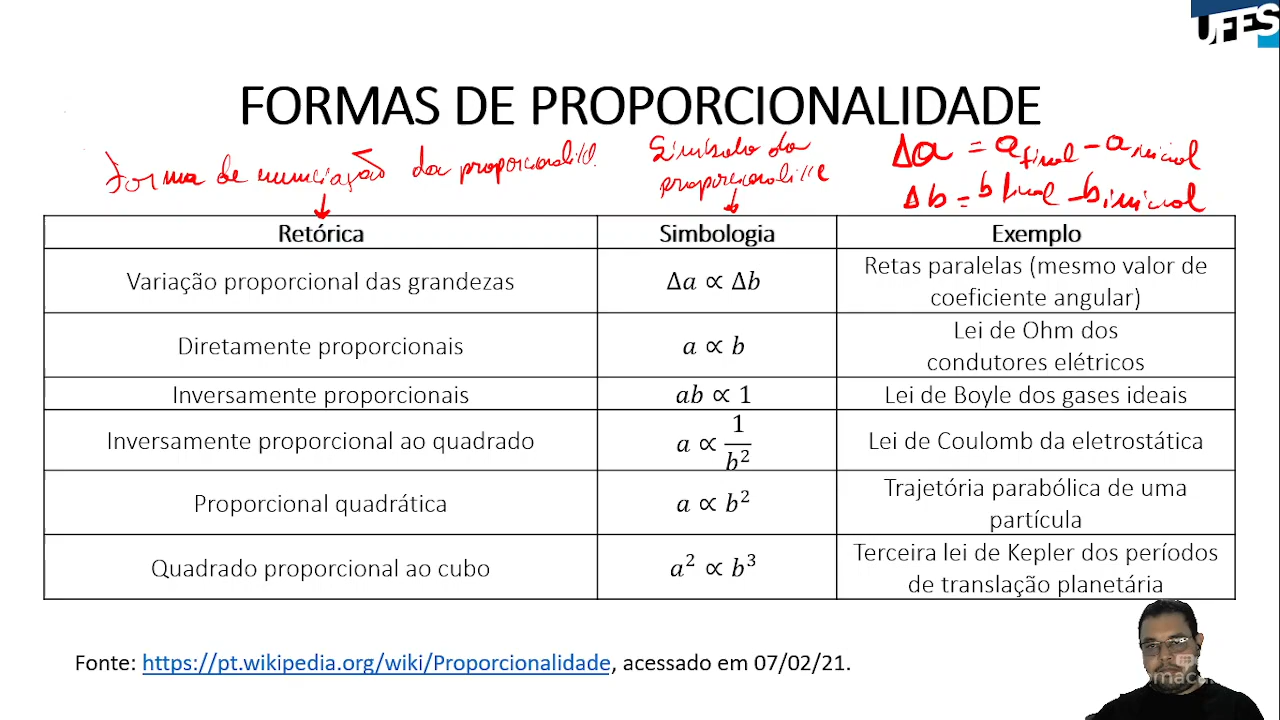 UFES
FORMAS DE PROPORCIONALIDADE
Forma de enunciação da proporcionalid.
Símbolo da
proporcionalidade
Δa = a final - a inicial
Δb = b final - b inicial
Retórica Simbologia Exemplo
Variação proporcional das grandezas Δa ∝ Δb Retas paralelas (mesmo valor de
coeficiente angular)
Diretamente proporcionais a ∝ b Lei de Ohm dos
condutores elétricos
Inversamente proporcionais ab ∝ 1 Lei de Boyle dos gases ideais
Inversamente proporcional ao quadrado a ∝ 1/b² Lei de Coulomb da eletrostática
Proporcional quadrática a ∝ b² Trajetória parabólica de uma
partícula
Quadrado proporcional ao cubo a² ∝ b³ Terceira lei de Kepler dos períodos
de translação planetária
Fonte: https://pt.wikipedia.org/wiki/Proporcionalidade, acessado em 07/02/21.